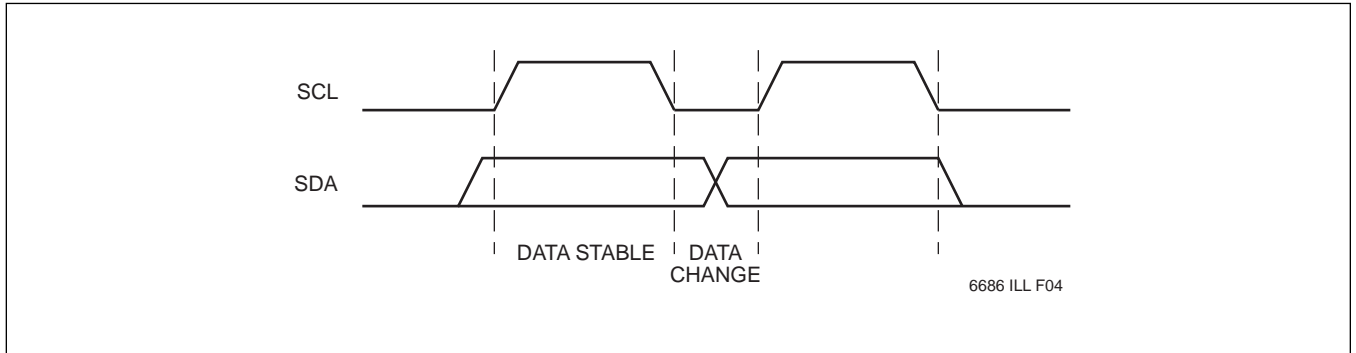 SCL
SDA
DATA STABLE
DATA
CHANGE
6686 ILL F04